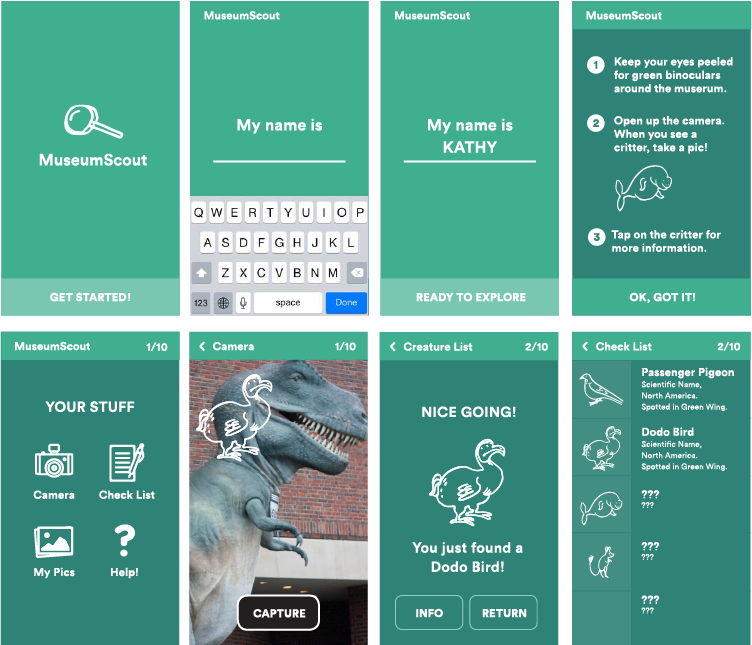 MuseumScout
GET STARTED!
MuseumScout
My name is
Q W E R T Y U I O P
A S D F G H J K L
Z X C V B N M
123 space Done
MuseumScout
My name is
KATHY
READY TO EXPLORE
MuseumScout
1 Keep your eyes peeled
for green binoculars
around the muserum.
2 Open up the camera.
When you see a
critter, take a pic!
3 Tap on the critter for
more information.
OK, GOT IT!
MuseumScout 1/10
YOUR STUFF
Camera Check List
My Pics Help!
Camera 1/10
CAPTURE
Creature List 2/10
NICE GOING!
You just found a
Dodo Bird!
INFO RETURN
Check List 2/10
Passenger Pigeon
Scientific Name,
North America.
Spotted in Green Wing.
Dodo Bird
Scientific Name,
North America.
Spotted in Green Wing.
???
???
???
???
???
???